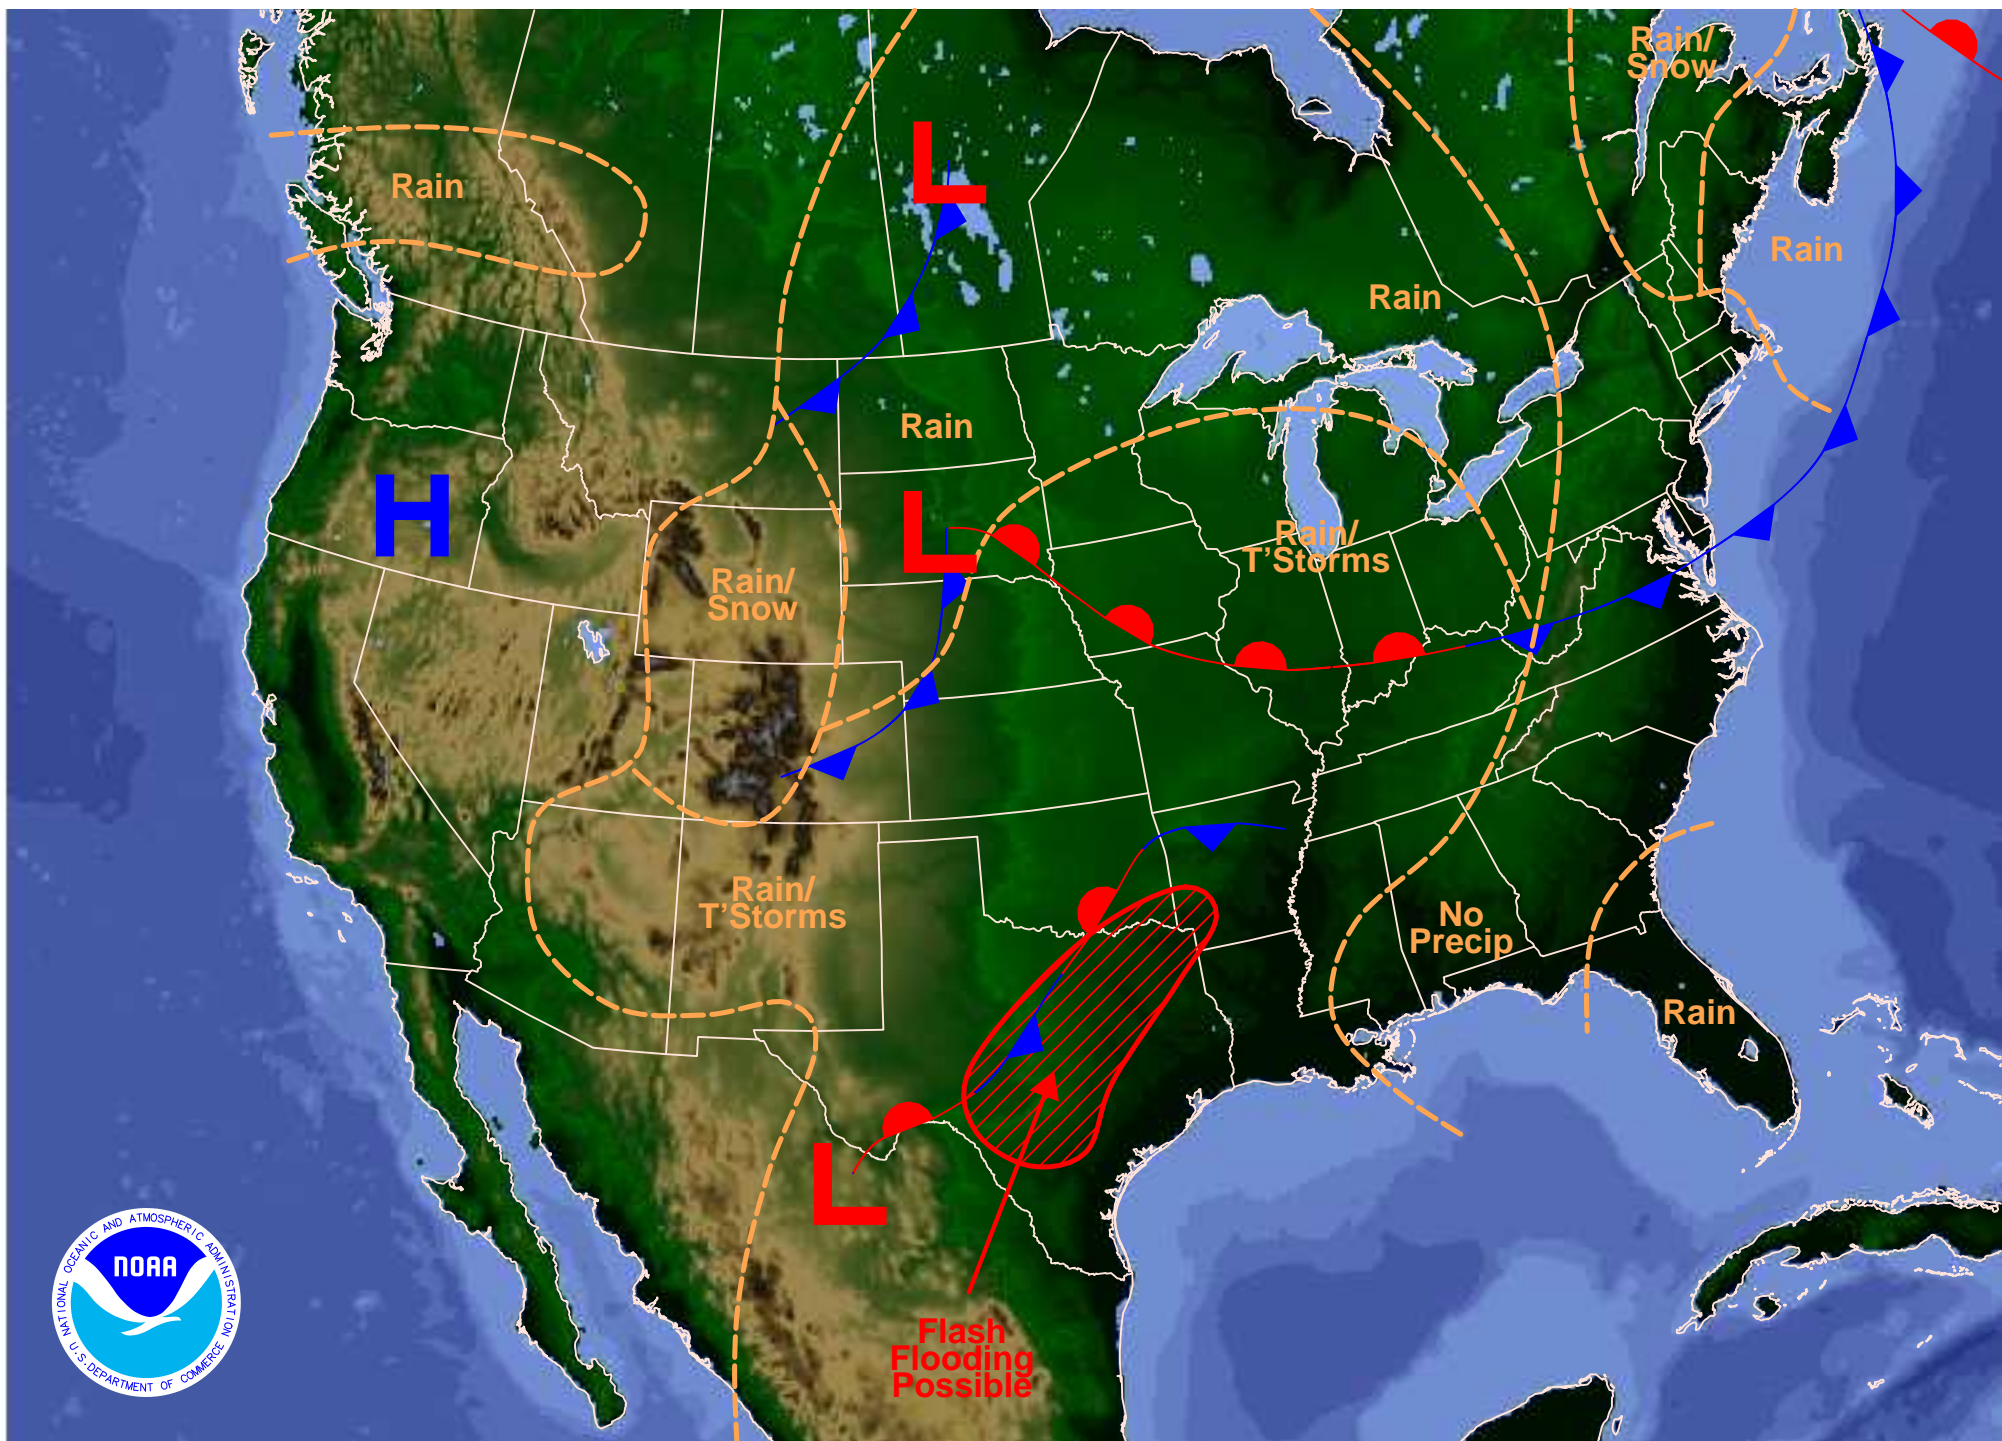 Rain/
Snow
L
Rain
Rain
Rain
Rain
L
H
Rain/
T'Storms
Rain/
Snow
Rain/
T'Storms
No
Precip
Rain
L
Flash
Flooding
Possible
NATIONAL OCEANIC AND ATMOSPHERIC ADMINISTRATION
NOAA
U.S. DEPARTMENT OF COMMERCE